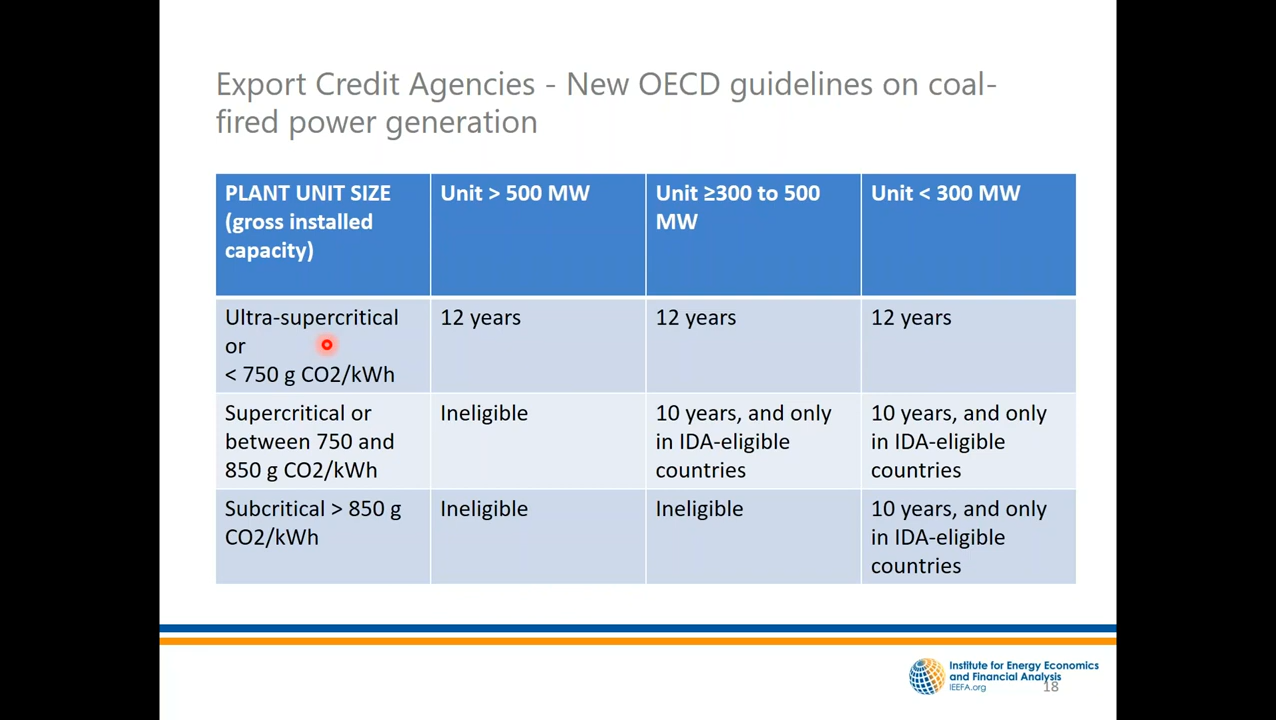 Export Credit Agencies - New OECD guidelines on coal-
fired power generation
PLANT UNIT SIZE
(gross installed
capacity)
Unit > 500 MW
Unit ≥300 to 500
MW
Unit < 300 MW
Ultra-supercritical
or
< 750 g CO2/kWh
12 years
12 years
12 years
Supercritical or
between 750 and
850 g CO2/kWh
Ineligible
10 years, and only
in IDA-eligible
countries
10 years, and only
in IDA-eligible
countries
Subcritical > 850 g
CO2/kWh
Ineligible
Ineligible
10 years, and only
in IDA-eligible
countries
Institute for Energy Economics
and Financial Analysis
IEEFA.org
18